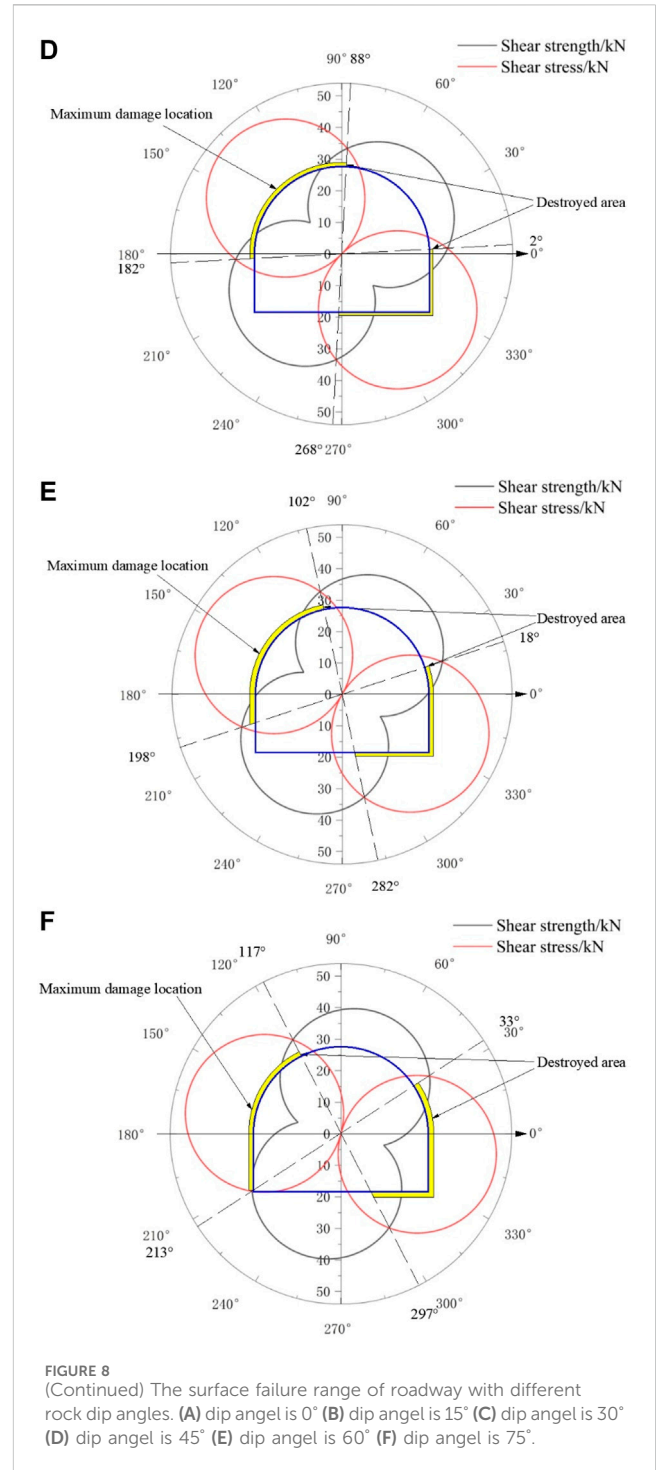 D
Shear strength/kN
Shear stress/kN
90° 88°
120° 60°
50
Maximum damage location
40
150° 30°
30
20
Destroyed area
10
2°
180° 0 0°
182°
10
20
210° 330°
30
40
240° 300°
50
268° 270°
E
Shear strength/kN
Shear stress/kN
102° 90°
120° 60°
50
Maximum damage location
40
150° 30°
30
Destroyed area
20
18°
10
180° 0 0°
10
198°
20
210° 330°
30
40
240° 300°
50
270° 282°
F
Shear strength/kN
Shear stress/kN
117° 90°
120° 60°
50
Maximum damage location
40
33°
150° 30°
30
Destroyed area
20
10
180° 0 0°
10
20
210° 330°
213°
30
40
240° 300°
50 297°
270°
FIGURE 8
(Continued) The surface failure range of roadway with different
rock dip angles. (A) dip angel is 0° (B) dip angel is 15° (C) dip angel is 30°
(D) dip angel is 45° (E) dip angel is 60° (F) dip angel is 75°.